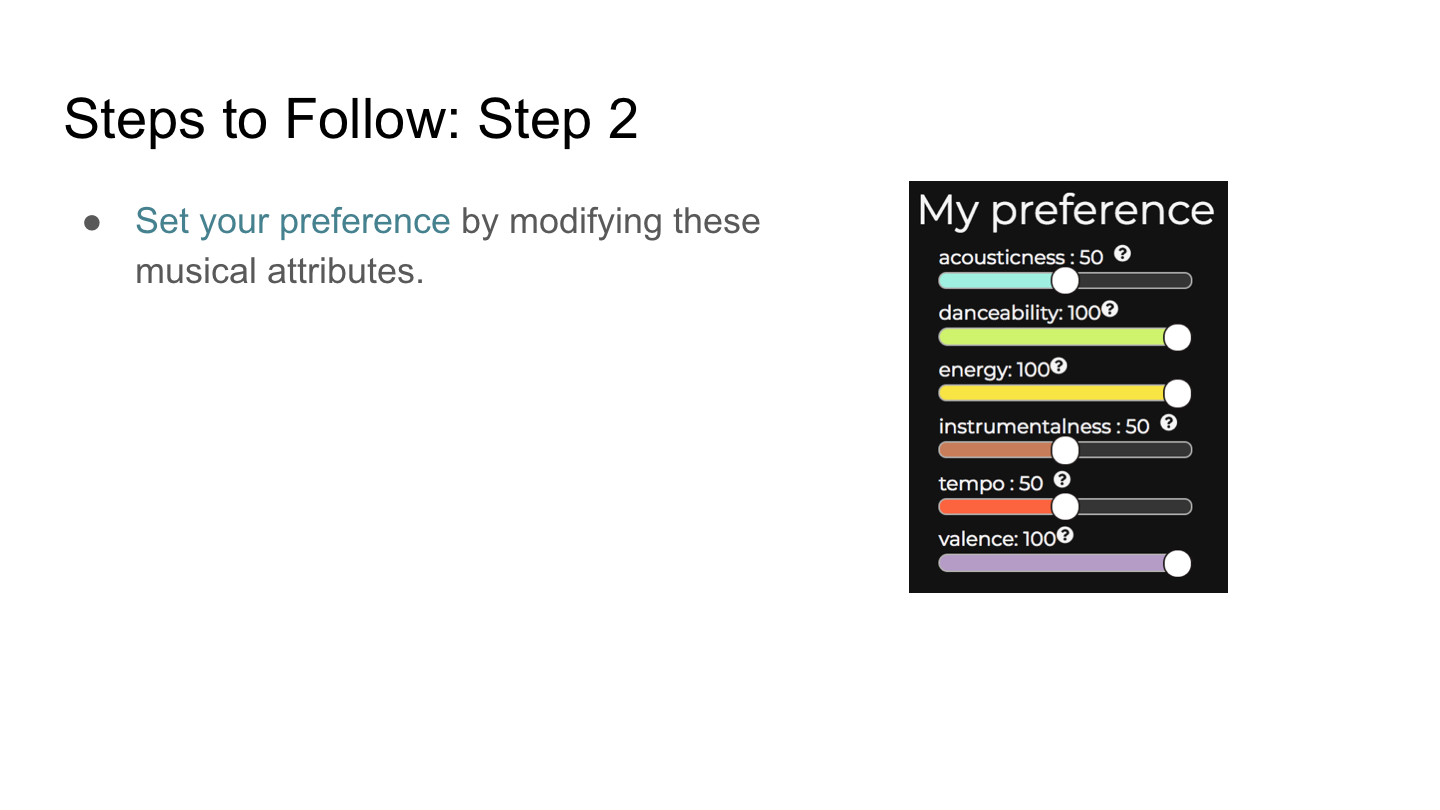 Steps to Follow: Step 2
● Set your preference by modifying these
musical attributes.
My preference
acousticness : 50 ?
danceability: 100?
energy: 100?
instrumentalness : 50 ?
tempo : 50 ?
valence: 100?